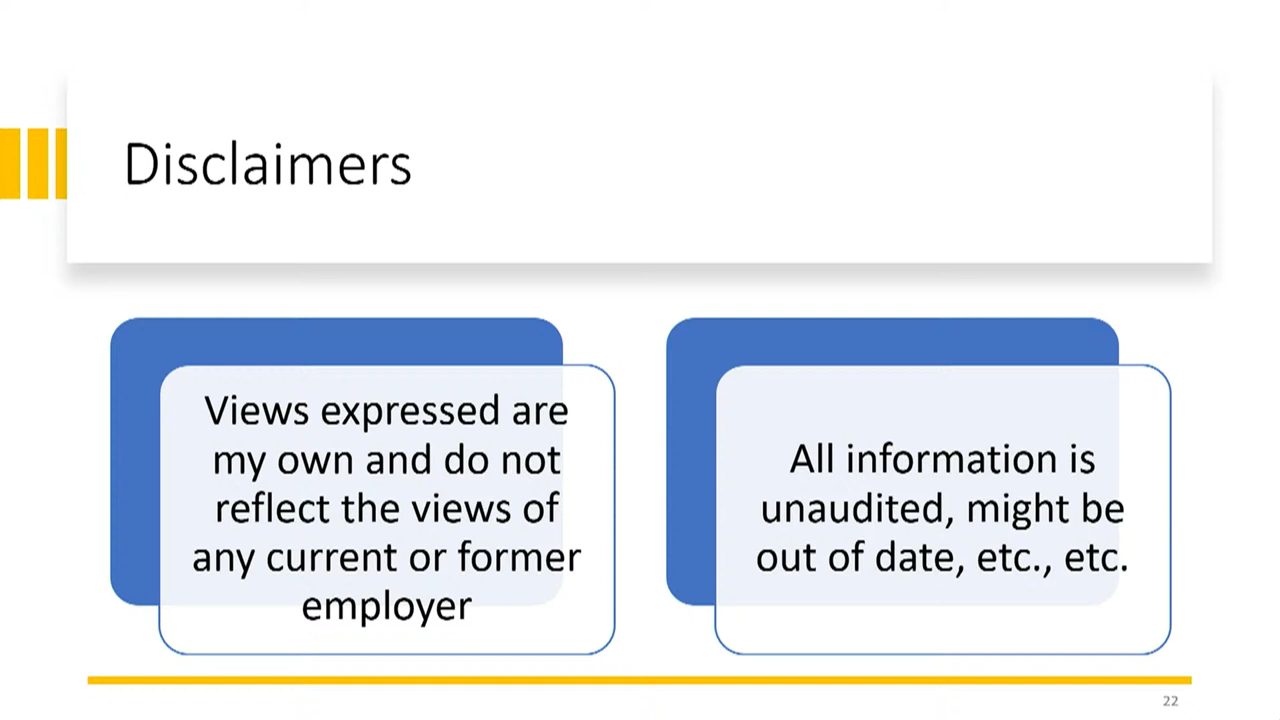 Disclaimers
Views expressed are
my own and do not
reflect the views of
any current or former
employer
All information is
unaudited, might be
out of date, etc., etc.
22